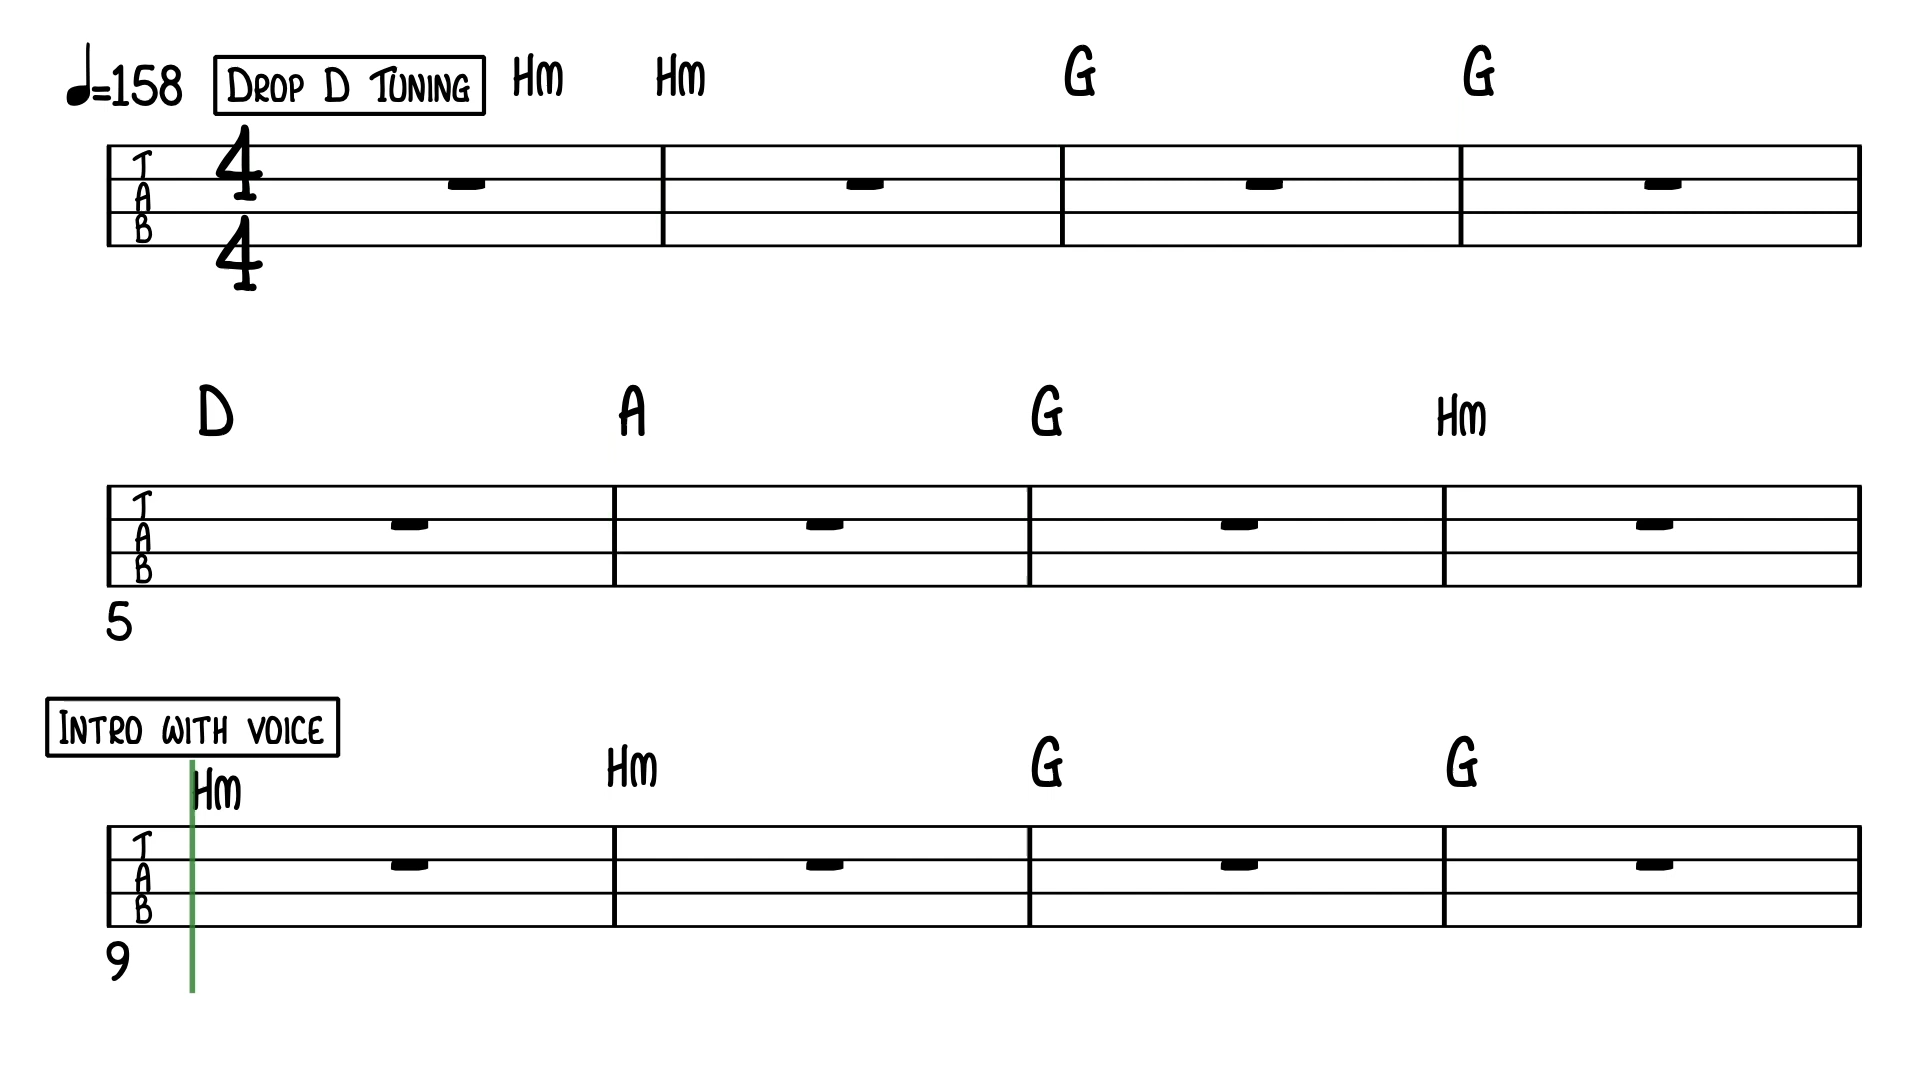 ♩=158 Drop D Tuning Hm Hm G G
T
A
B
4
4
D A G Hm
T
A
B
5
Intro with voice
Hm Hm G G
T
A
B
9